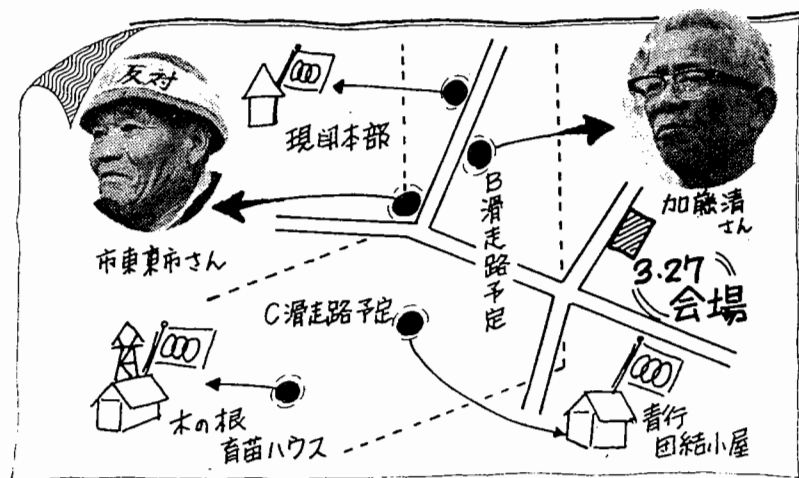 反対
現闘本部
加藤清
さん
B滑走路予定
市東東市さん
3.27
会場
C滑走路予定
木の根
育苗ハウス
青行
団結小屋